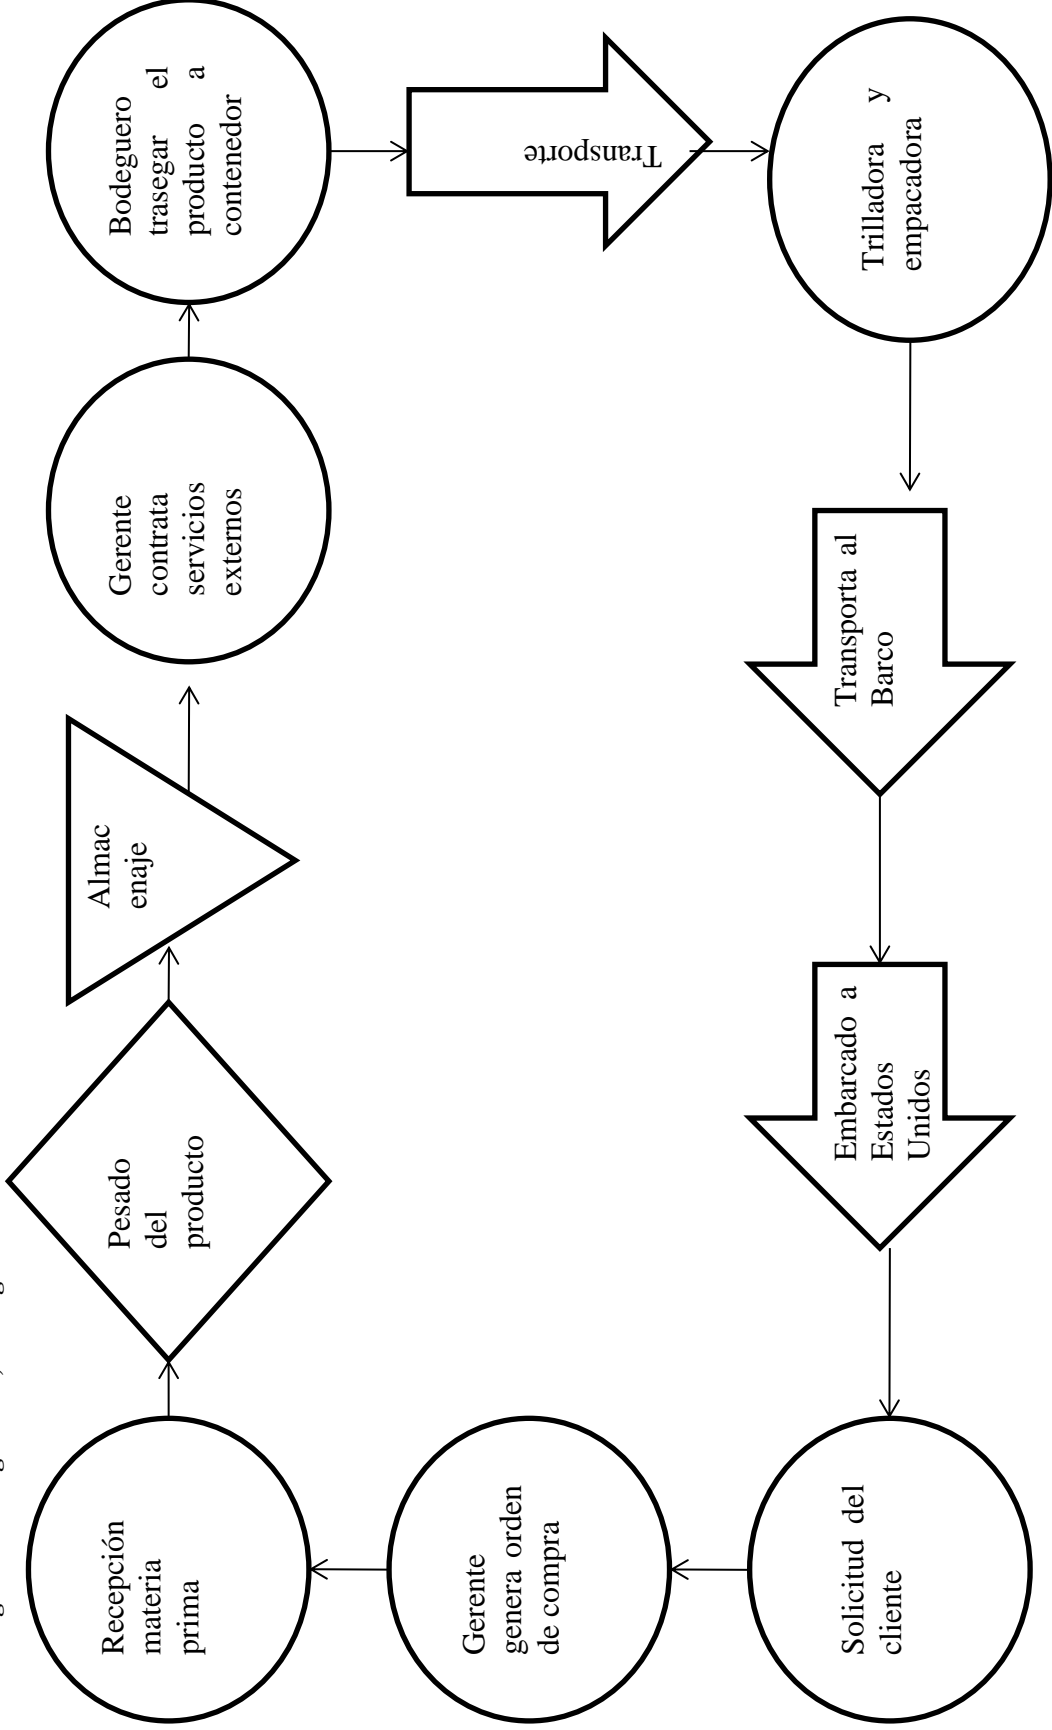 Solicitud del
cliente
Gerente
genera orden
de compra
Recepción
materia
prima
Pesado
del
producto
Almac
enaje
Gerente
contrata
servicios
externos
Bodeguero
trasegar el
producto a
contenedor
Transporte
Trilladora y
empacadora
Transporta al
Barco
Embarcado a
Estados
Unidos